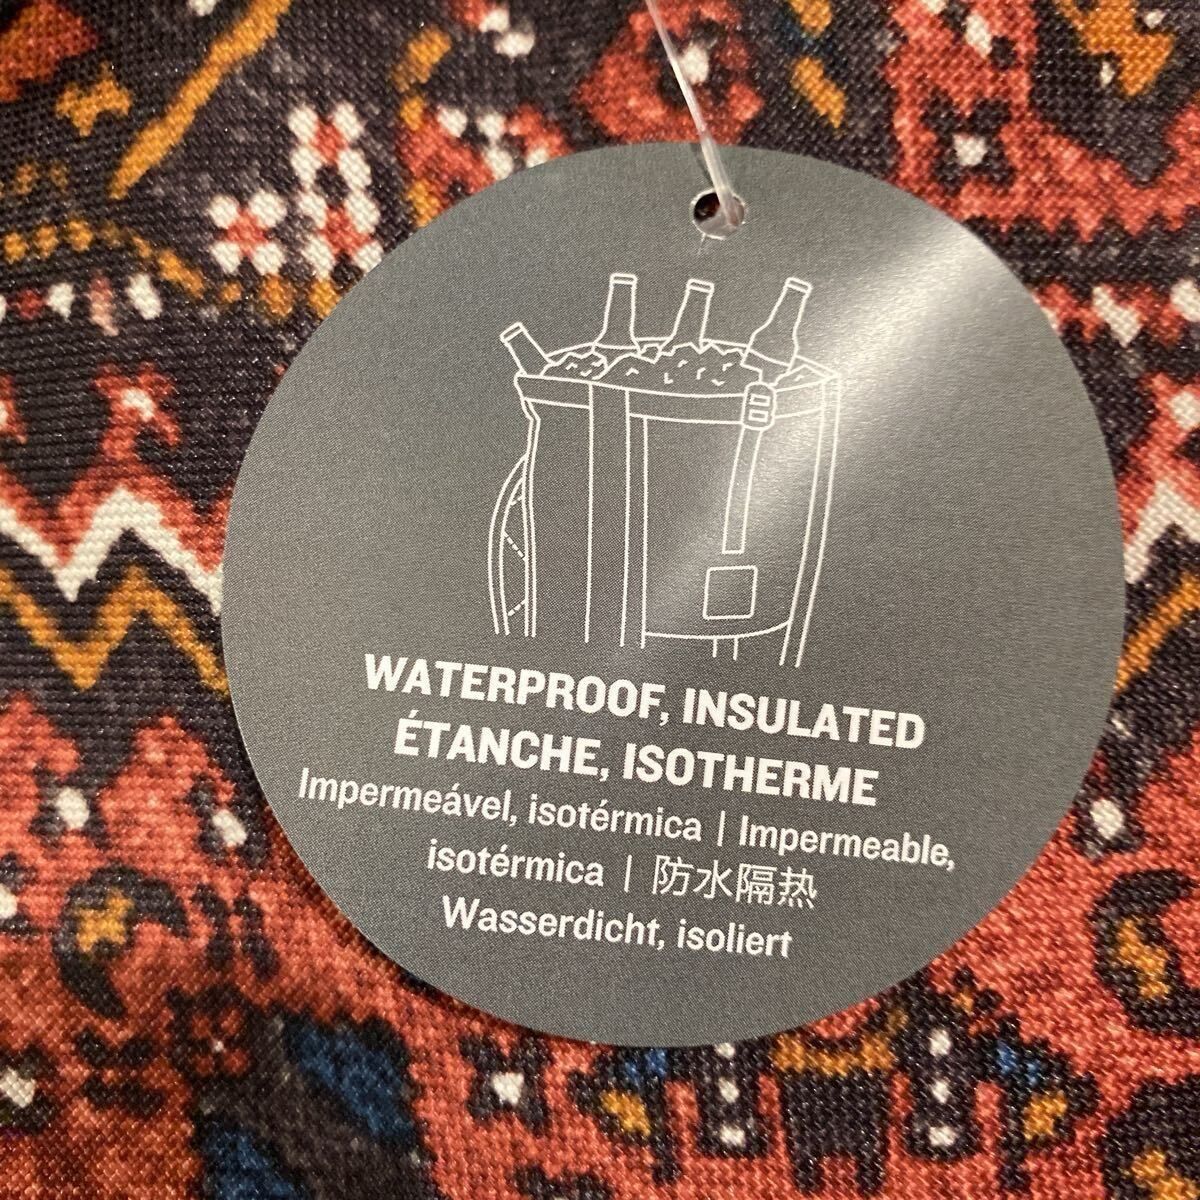 WATERPROOF, INSULATED
ÉTANCHE, ISOTHERME
Impermeável, isotérmica | Impermeable,
isotérmica | 防水隔热
Wasserdicht, isoliert